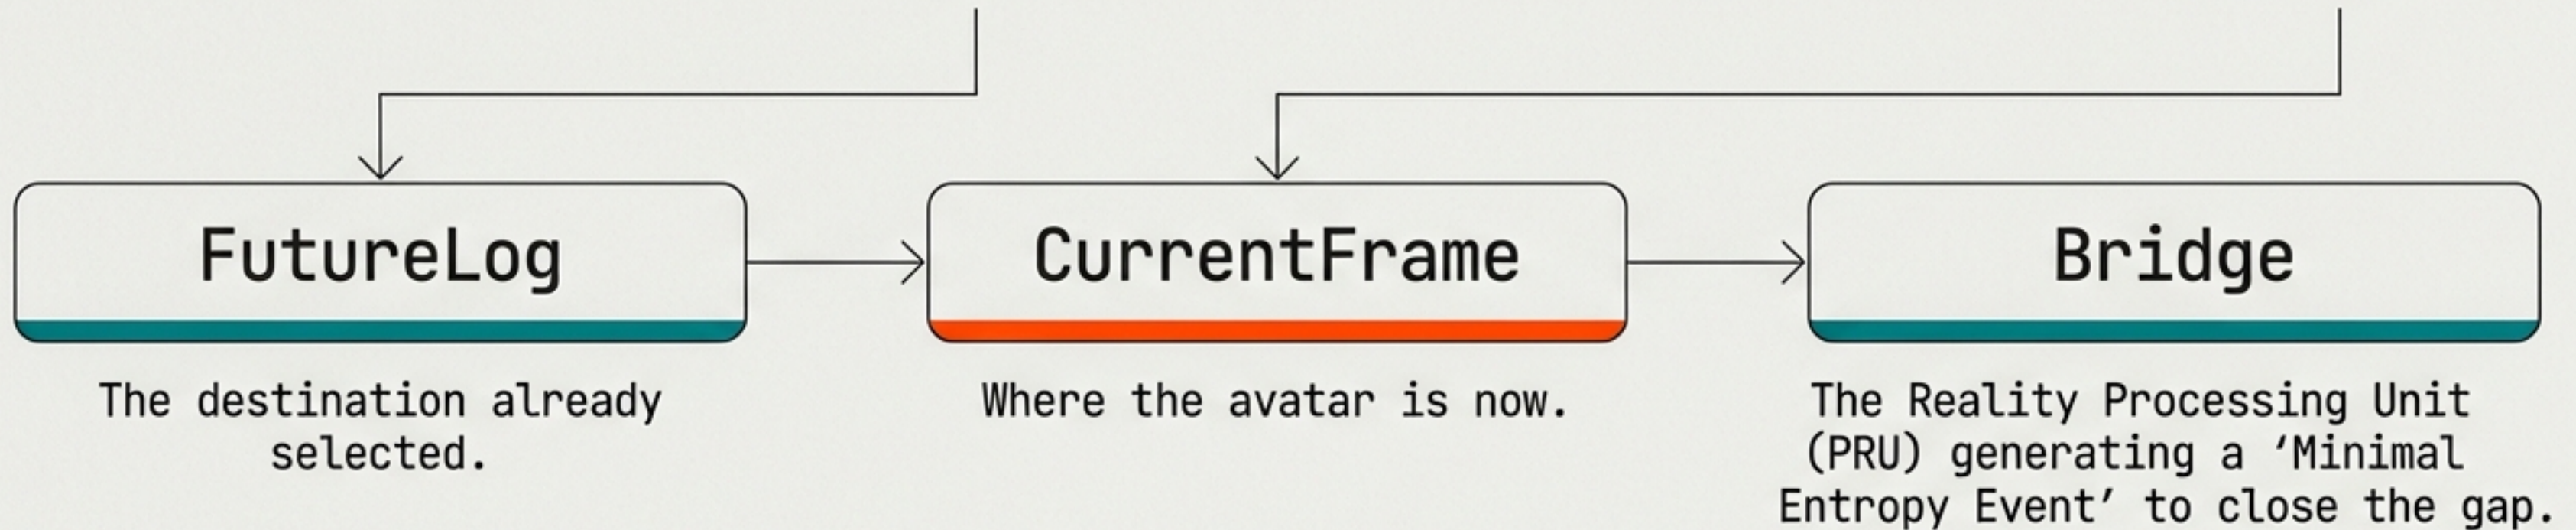 FutureLog
The destination already
selected.
CurrentFrame
Where the avatar is now.
Bridge
The Reality Processing Unit
(PRU) generating a ‘Minimal
Entropy Event’ to close the gap.